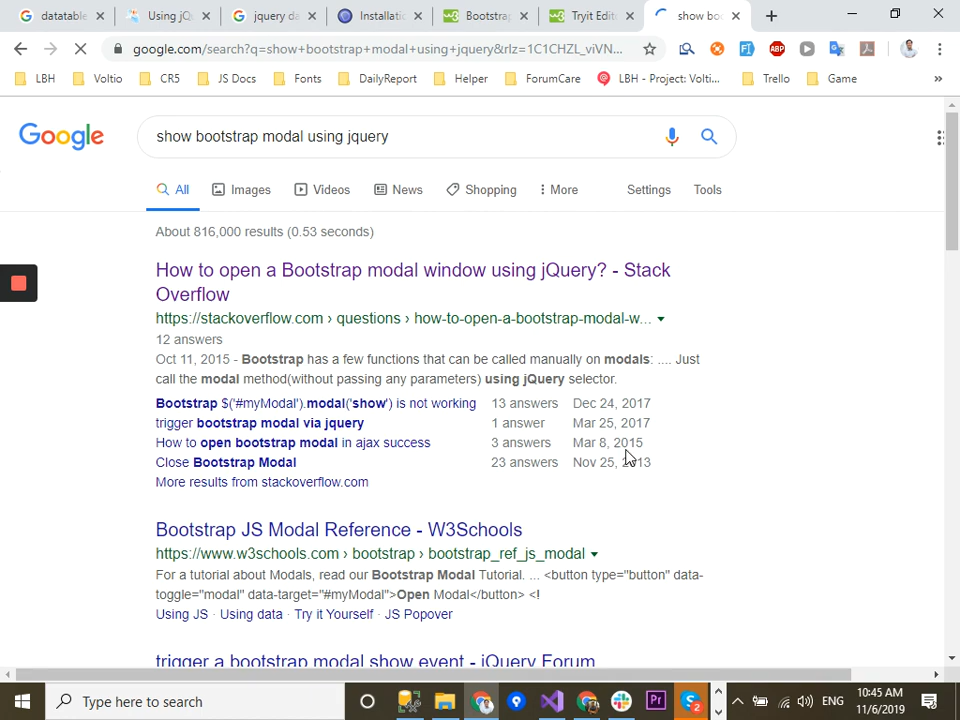 datatable
Using jQ
jquery da
Installatic
Bootstrap
Tryit Edit
show boo
google.com/search?q=show+bootstrap+modal+using+jquery&rlz=1C1CHZL_viVN...
LBH
Voltio
CR5
JS Docs
Fonts
DailyReport
Helper
ForumCare
LBH - Project: Volti...
Trello
Game
»
Google
show bootstrap modal using jquery
All
Images
Videos
News
Shopping
More
Settings
Tools
About 816,000 results (0.53 seconds)
How to open a Bootstrap modal window using jQuery? - Stack
Overflow
https://stackoverflow.com › questions › how-to-open-a-bootstrap-modal-w...
12 answers
Oct 11, 2015 - Bootstrap has a few functions that can be called manually on modals: .... Just
call the modal method(without passing any parameters) using jQuery selector.
Bootstrap $('#myModal').modal('show') is not working 13 answers Dec 24, 2017
trigger bootstrap modal via jquery 1 answer Mar 25, 2017
How to open bootstrap modal in ajax success 3 answers Mar 8, 2015
Close Bootstrap Modal 23 answers Nov 25, 2013
More results from stackoverflow.com
Bootstrap JS Modal Reference - W3Schools
https://www.w3schools.com › bootstrap › bootstrap_ref_js_modal
For a tutorial about Modals, read our Bootstrap Modal Tutorial. ... <button type="button" data-
toggle="modal" data-target="#myModal">Open Modal</button> <!
Using JS · Using data · Try it Yourself · JS Popover
trigger a bootstrap modal show event - jQuery Forum
Type here to search
ENG
10:45 AM
11/6/2019